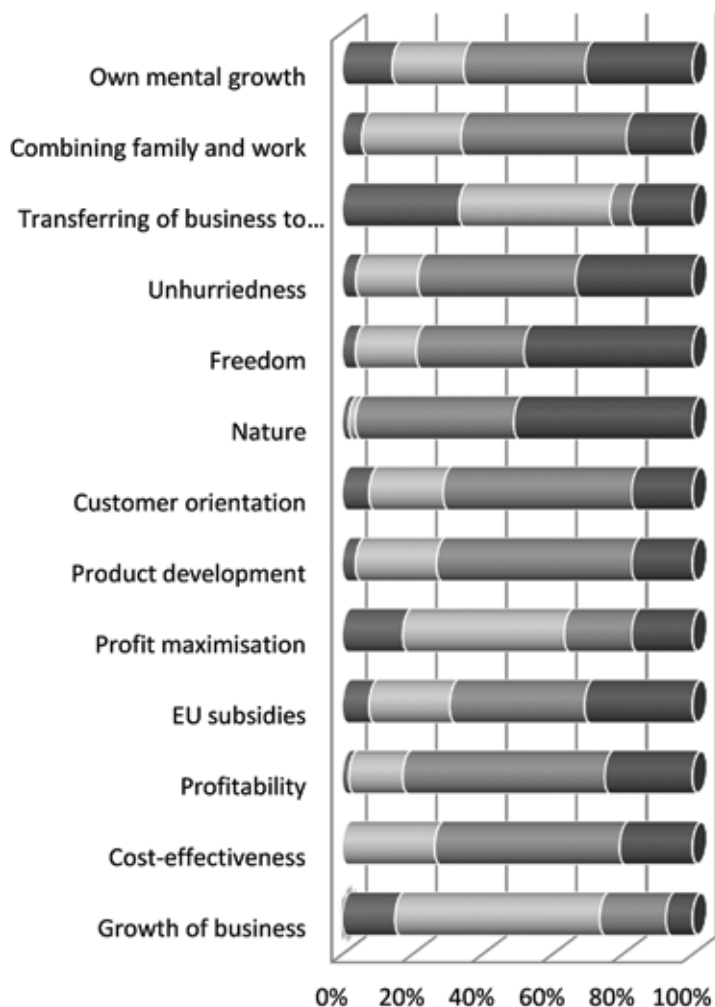 Own mental growth
Combining family and work
Transferring of business to...
Unhurriedness
Freedom
Nature
Customer orientation
Product development
Profit maximisation
EU subsidies
Profitability
Cost-effectiveness
Growth of business
0% 20% 40% 60% 80% 100%